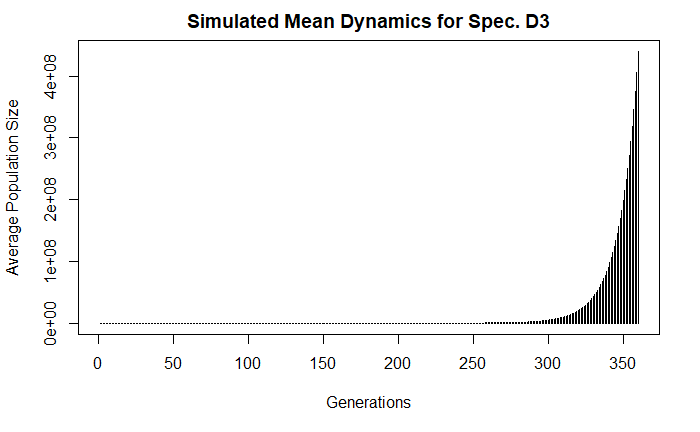 Simulated Mean Dynamics for Spec. D3
Average Population Size
4e+08
3e+08
2e+08
1e+08
0e+00
0 50 100 150 200 250 300 350
Generations